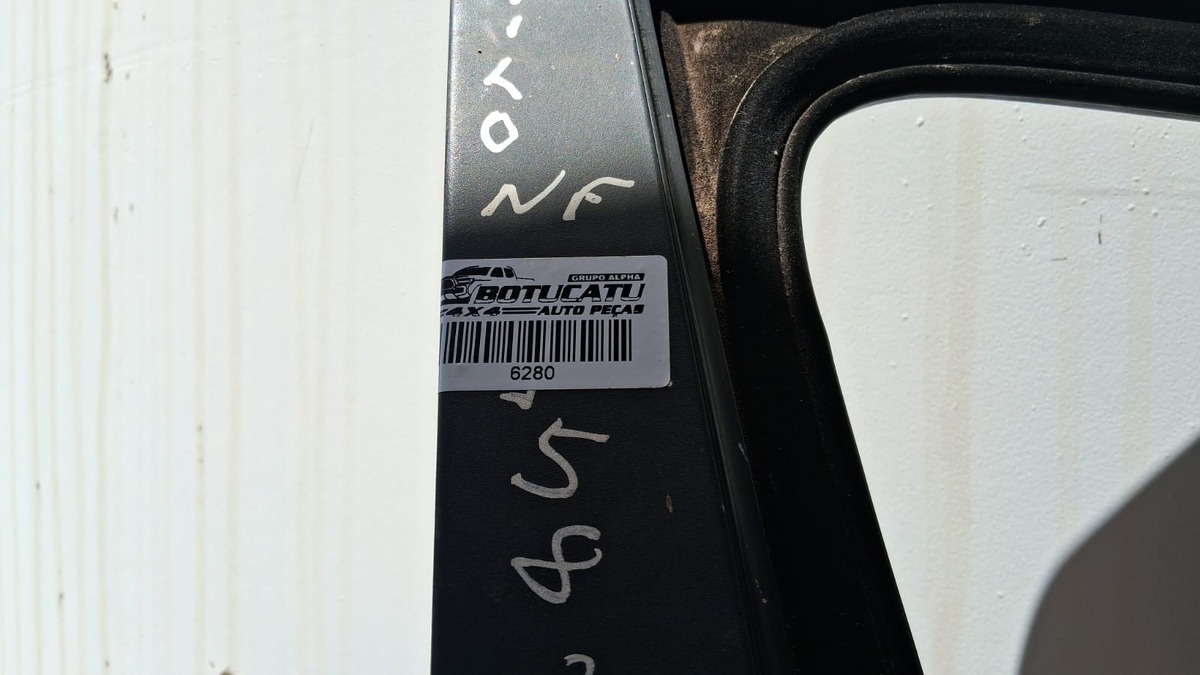 NF
GRUPO ALPHA
BOTUCATU
4X4 AUTO PEÇAS
6280
5
8